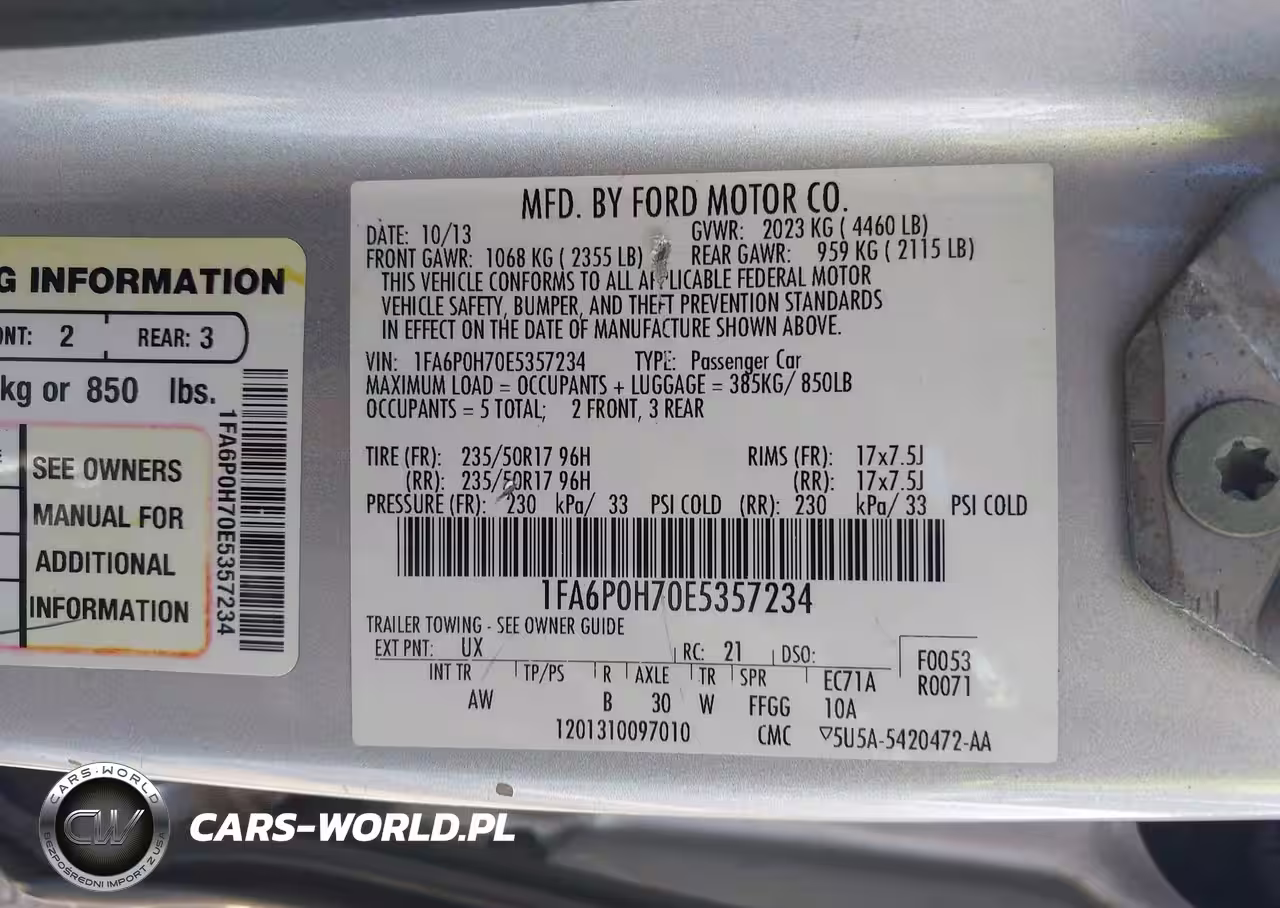 G INFORMATION
NT: 2 REAR: 3
kg or 850 lbs.
SEE OWNERS
MANUAL FOR
ADDITIONAL
INFORMATION
1FA6P0H70E5357234
MFD. BY FORD MOTOR CO.
DATE: 10/13 GVWR: 2023 KG ( 4460 LB)
FRONT GAWR: 1068 KG ( 2355 LB) REAR GAWR: 959 KG ( 2115 LB)
THIS VEHICLE CONFORMS TO ALL APPLICABLE FEDERAL MOTOR
VEHICLE SAFETY, BUMPER, AND THEFT PREVENTION STANDARDS
IN EFFECT ON THE DATE OF MANUFACTURE SHOWN ABOVE.
VIN: 1FA6P0H70E5357234 TYPE: Passenger Car
MAXIMUM LOAD = OCCUPANTS + LUGGAGE = 385KG/ 850LB
OCCUPANTS = 5 TOTAL; 2 FRONT, 3 REAR
TIRE (FR): 235/50R17 96H RIMS (FR): 17x7.5J
(RR): 235/50R17 96H (RR): 17x7.5J
PRESSURE (FR): 230 kPa/ 33 PSI COLD (RR): 230 kPa/ 33 PSI COLD
1FA6P0H70E5357234
TRAILER TOWING - SEE OWNER GUIDE
EXT PNT: UX RC: 21 DSO: F0053
INT TR TP/PS R AXLE TR SPR EC71A R0071
AW B 30 W FFGG 10A
1201310097010 CMC ▽5U5A-5420472-AA
CARS-WORLD
CW
BEZPOŚREDNI IMPORT Z USA
CARS-WORLD.PL